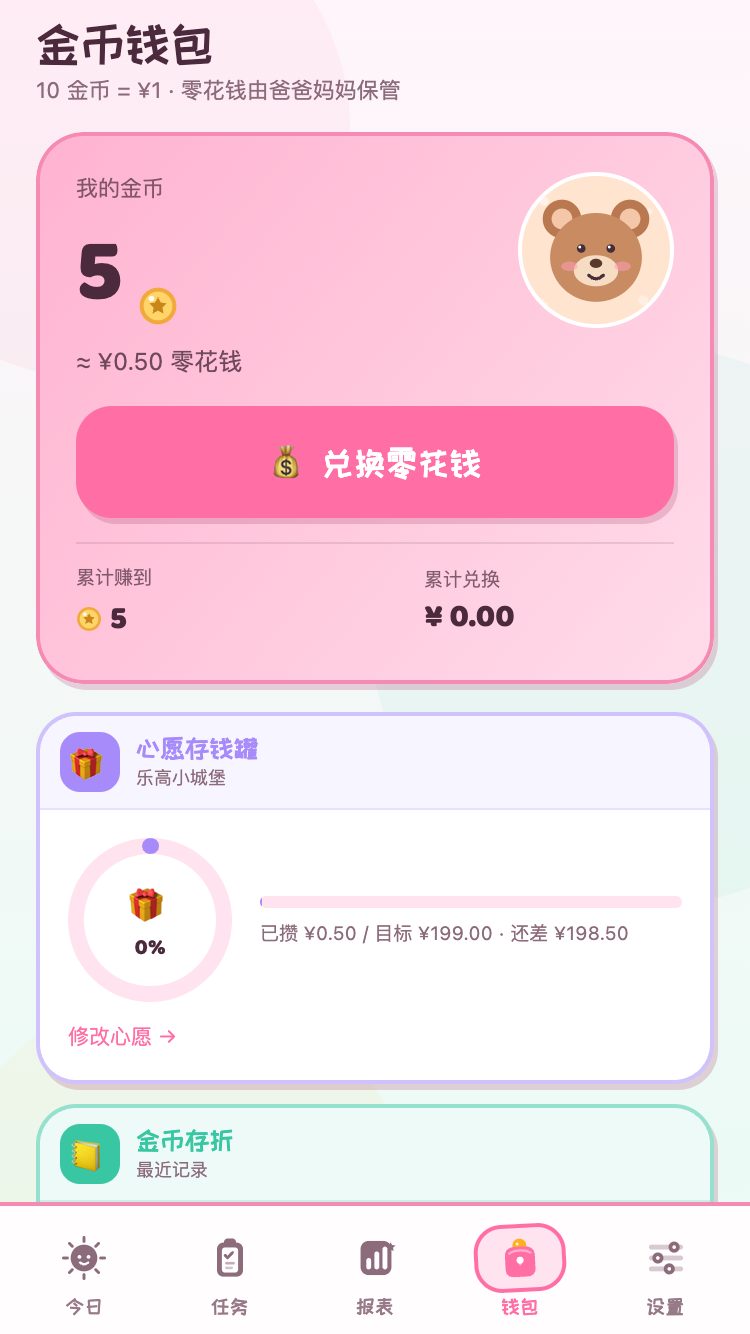 金币钱包
10 金币 = ¥1 · 零花钱由爸爸妈妈保管
我的金币
5
≈ ¥0.50 零花钱
兑换零花钱
累计赚到
5
累计兑换
¥ 0.00
心愿存钱罐
乐高小城堡
0%
已攒 ¥0.50 / 目标 ¥199.00 · 还差 ¥198.50
修改心愿 →
金币存折
最近记录
今日
任务
报表
钱包
设置